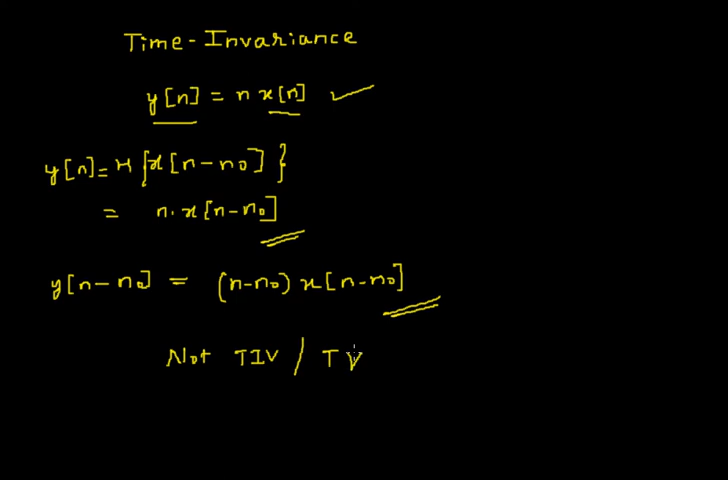 Time-Invariance
y[n] = n x[n]
y[n] = H {x[n-n0]}
= n. x[n-n0]
y[n-n0] = (n-n0) x[n-n0]
Not TIV / TV